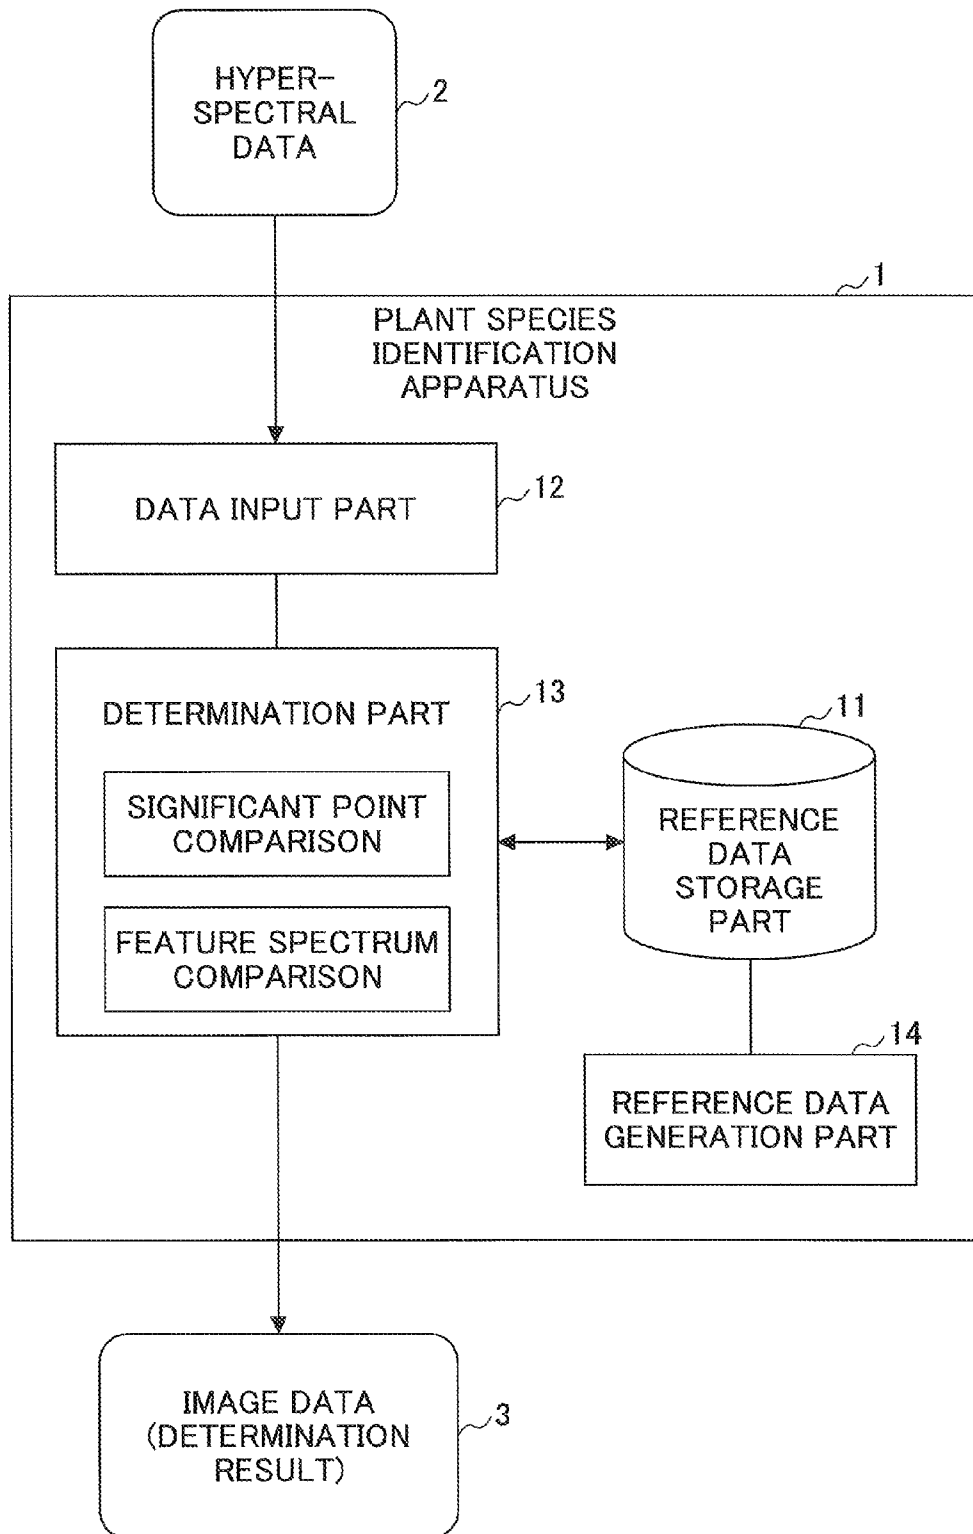 HYPER-
SPECTRAL
DATA
2
1
PLANT SPECIES
IDENTIFICATION
APPARATUS
DATA INPUT PART
12
DETERMINATION PART
13
SIGNIFICANT POINT
COMPARISON
FEATURE SPECTRUM
COMPARISON
11
REFERENCE
DATA
STORAGE
PART
14
REFERENCE DATA
GENERATION PART
IMAGE DATA
(DETERMINATION
RESULT)
3